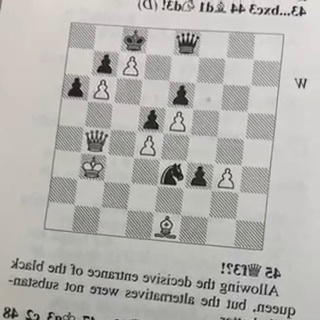 43...bxc3 44 ♗d1 ♘d3! (D)
W
45 ♕f3?!
Allowing the decisive entrance of the black
queen, but the alternatives were not substan-